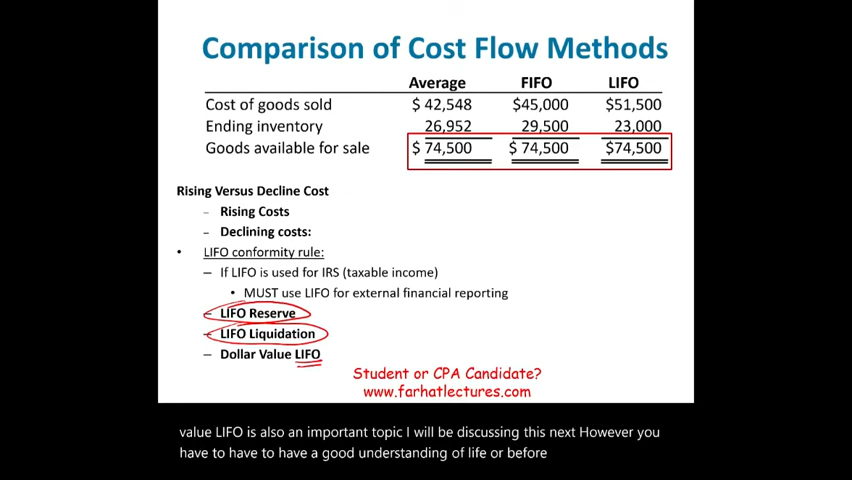 Comparison of Cost Flow Methods
Average FIFO LIFO
Cost of goods sold $ 42,548 $45,000 $51,500
Ending inventory 26,952 29,500 23,000
Goods available for sale $ 74,500 $ 74,500 $74,500
Rising Versus Decline Cost
– Rising Costs
– Declining costs:
• LIFO conformity rule:
– If LIFO is used for IRS (taxable income)
• MUST use LIFO for external financial reporting
– LIFO Reserve
– LIFO Liquidation
– Dollar Value LIFO
Student or CPA Candidate?
www.farhatlectures.com
value LIFO is also an important topic I will be discussing this next However you
have to have to have a good understanding of life or before